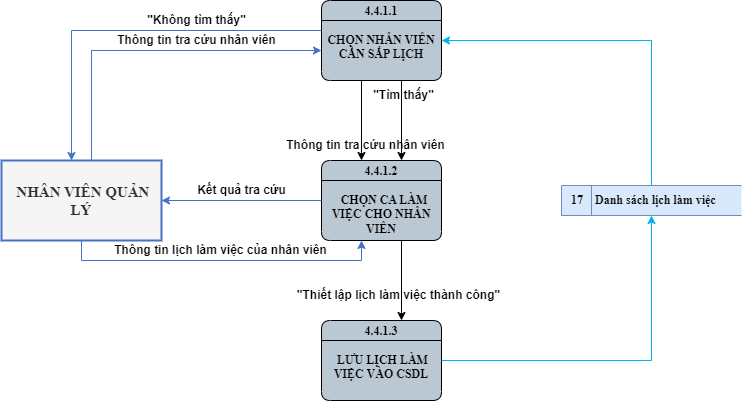 "Không tìm thấy"
Thông tin tra cứu nhân viên
4.4.1.1
CHỌN NHÂN VIÊN
CẦN SẮP LỊCH
"Tìm thấy"
Thông tin tra cứu nhân viên
NHÂN VIÊN QUẢN
LÝ
Kết quả tra cứu
4.4.1.2
CHỌN CA LÀM
VIỆC CHO NHÂN
VIÊN
17 Danh sách lịch làm việc
Thông tin lịch làm việc của nhân viên
"Thiết lập lịch làm việc thành công"
4.4.1.3
LƯU LỊCH LÀM
VIỆC VÀO CSDL